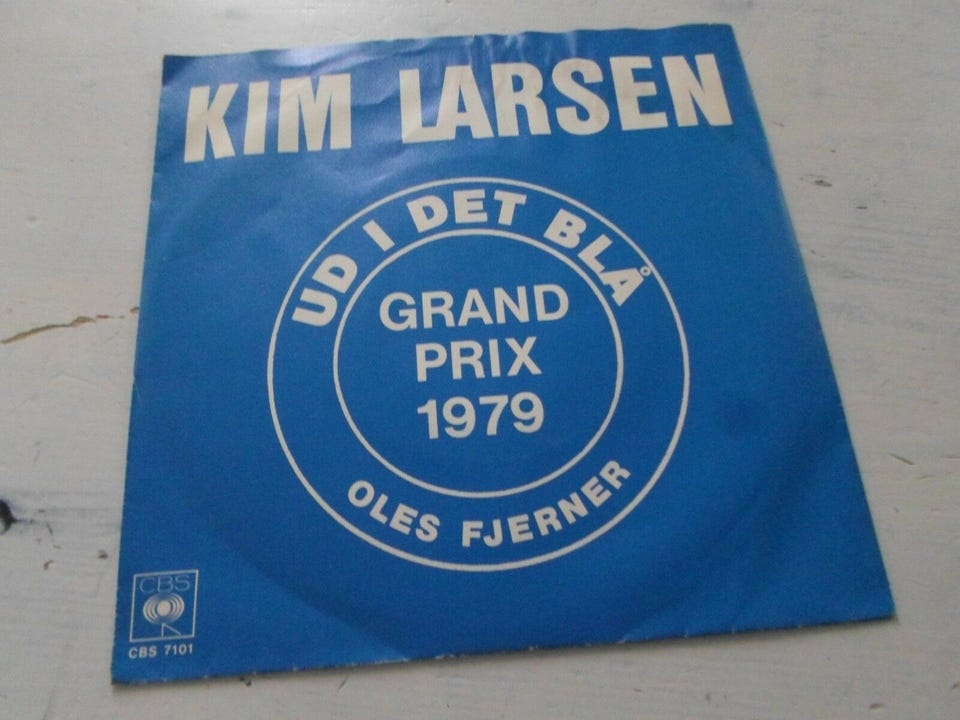 KIM LARSEN
UD I DET BLÅ
GRAND
PRIX
1979
OLES FJERNER
CBS
CBS 7101